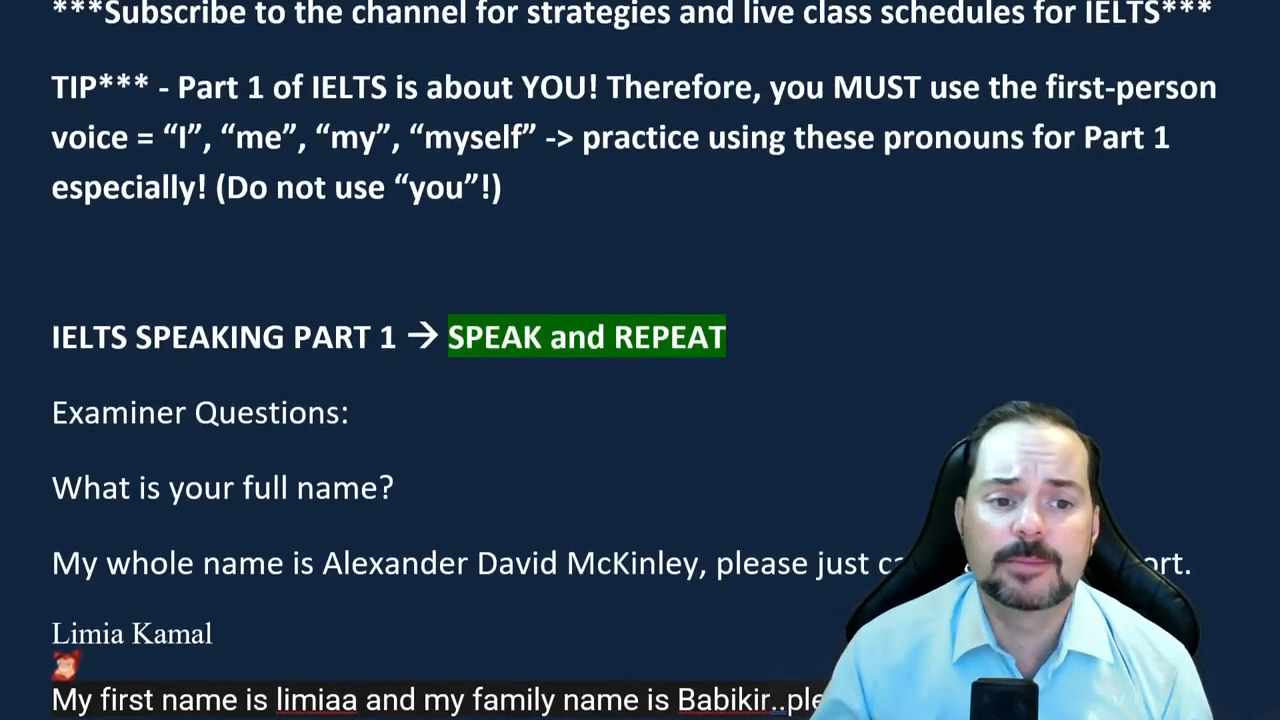 ***Subscribe to the channel for strategies and live class schedules for IELTS***
TIP*** - Part 1 of IELTS is about YOU! Therefore, you MUST use the first-person
voice = “I”, “me”, “my”, “myself” -> practice using these pronouns for Part 1
especially! (Do not use “you”!)
IELTS SPEAKING PART 1 → SPEAK and REPEAT
Examiner Questions:
What is your full name?
My whole name is Alexander David McKinley, please just
Limia Kamal
My first name is limiaa and my family name is Babikir..